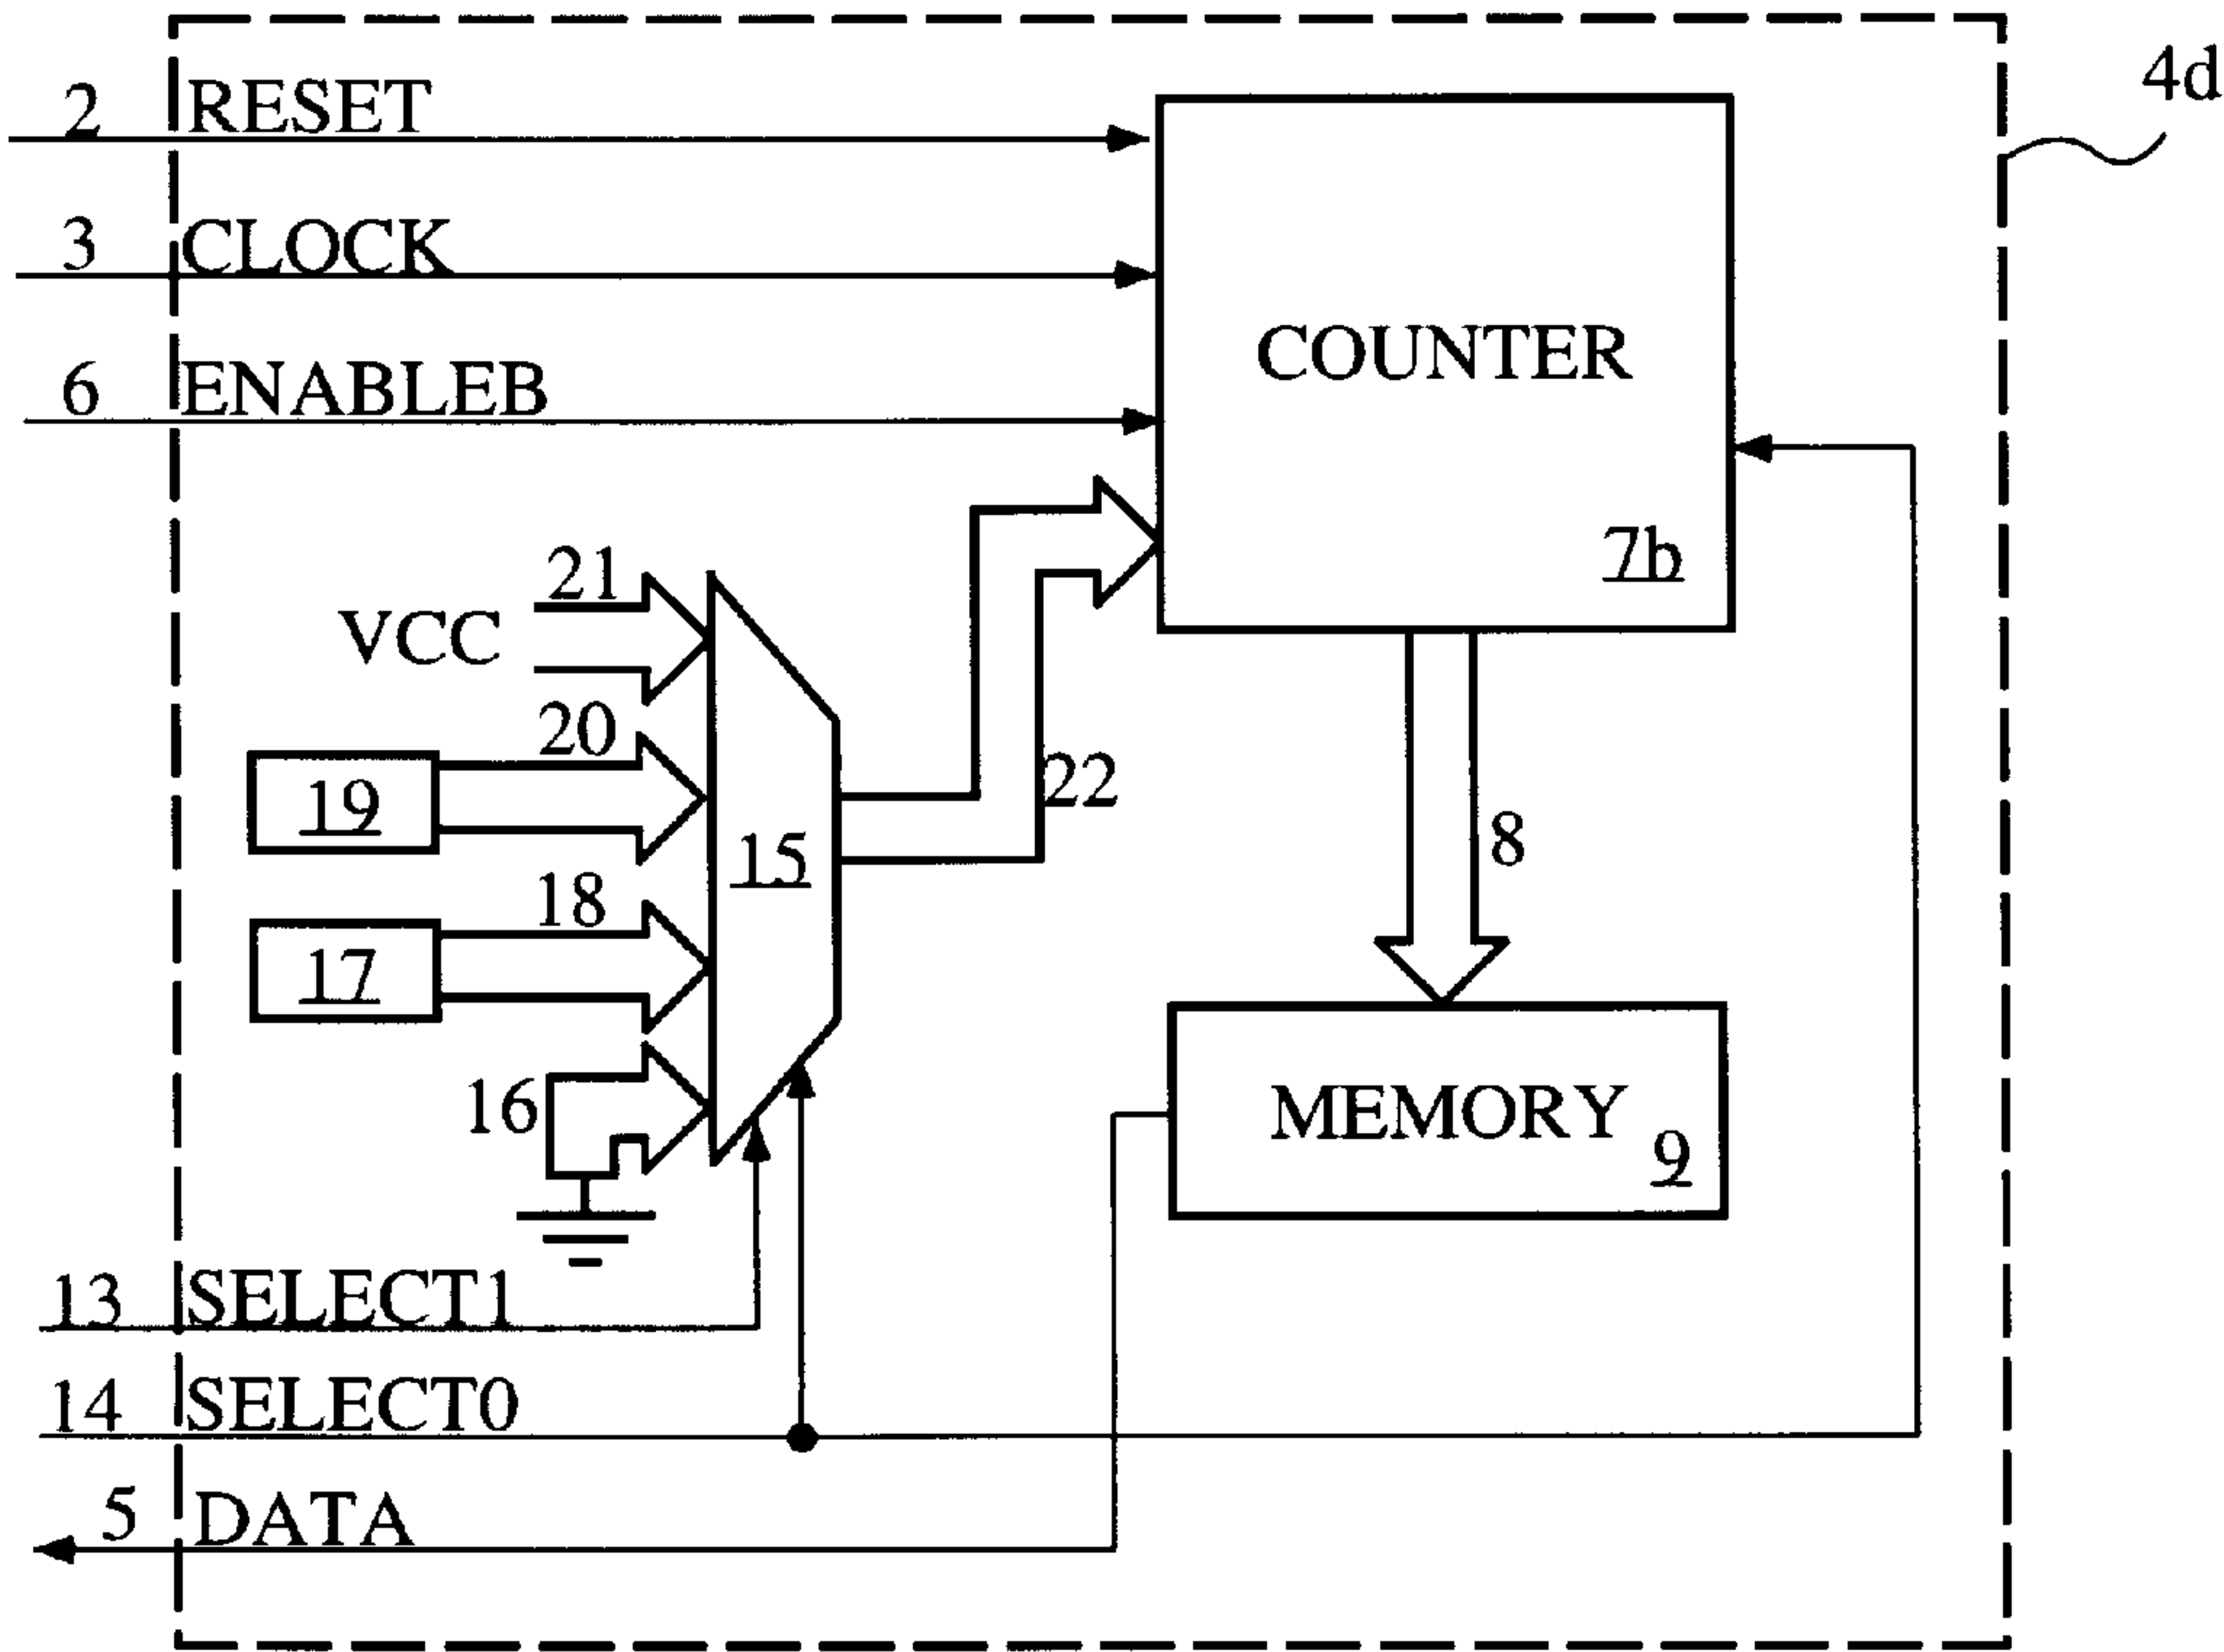 4d
2 RESET
3 CLOCK
6 ENABLEB
COUNTER
7b
21
VCC
20
19
22
15
8
18
17
16
MEMORY
9
13 SELECT1
14 SELECT0
5 DATA